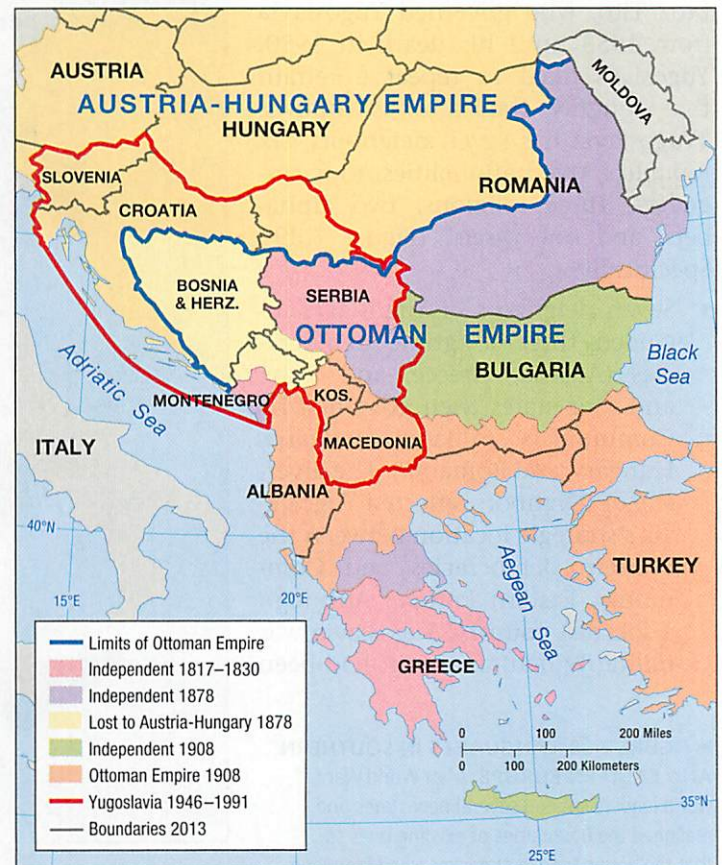 AUSTRIA
AUSTRIA-HUNGARY EMPIRE
HUNGARY
MOLDOVA
SLOVENIA
CROATIA
ROMANIA
BOSNIA
& HERZ.
SERBIA
OTTOMAN EMPIRE
BULGARIA
Black
Sea
Adriatic Sea
MONTENEGRO
KOS.
MACEDONIA
ITALY
ALBANIA
40°N
Aegean Sea
TURKEY
15°E
20°E
GREECE
Limits of Ottoman Empire
Independent 1817–1830
Independent 1878
Lost to Austria-Hungary 1878
Independent 1908
Ottoman Empire 1908
Yugoslavia 1946–1991
Boundaries 2013
0 100 200 Miles
0 100 200 Kilometers
35°N
25°E